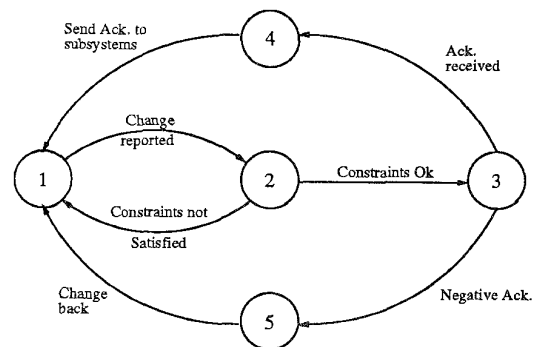 Send Ack. to
subsystems
4
Ack.
received
Change
reported
1
2
Constraints Ok
3
Constraints not
Satisfied
Change
back
5
Negative Ack.